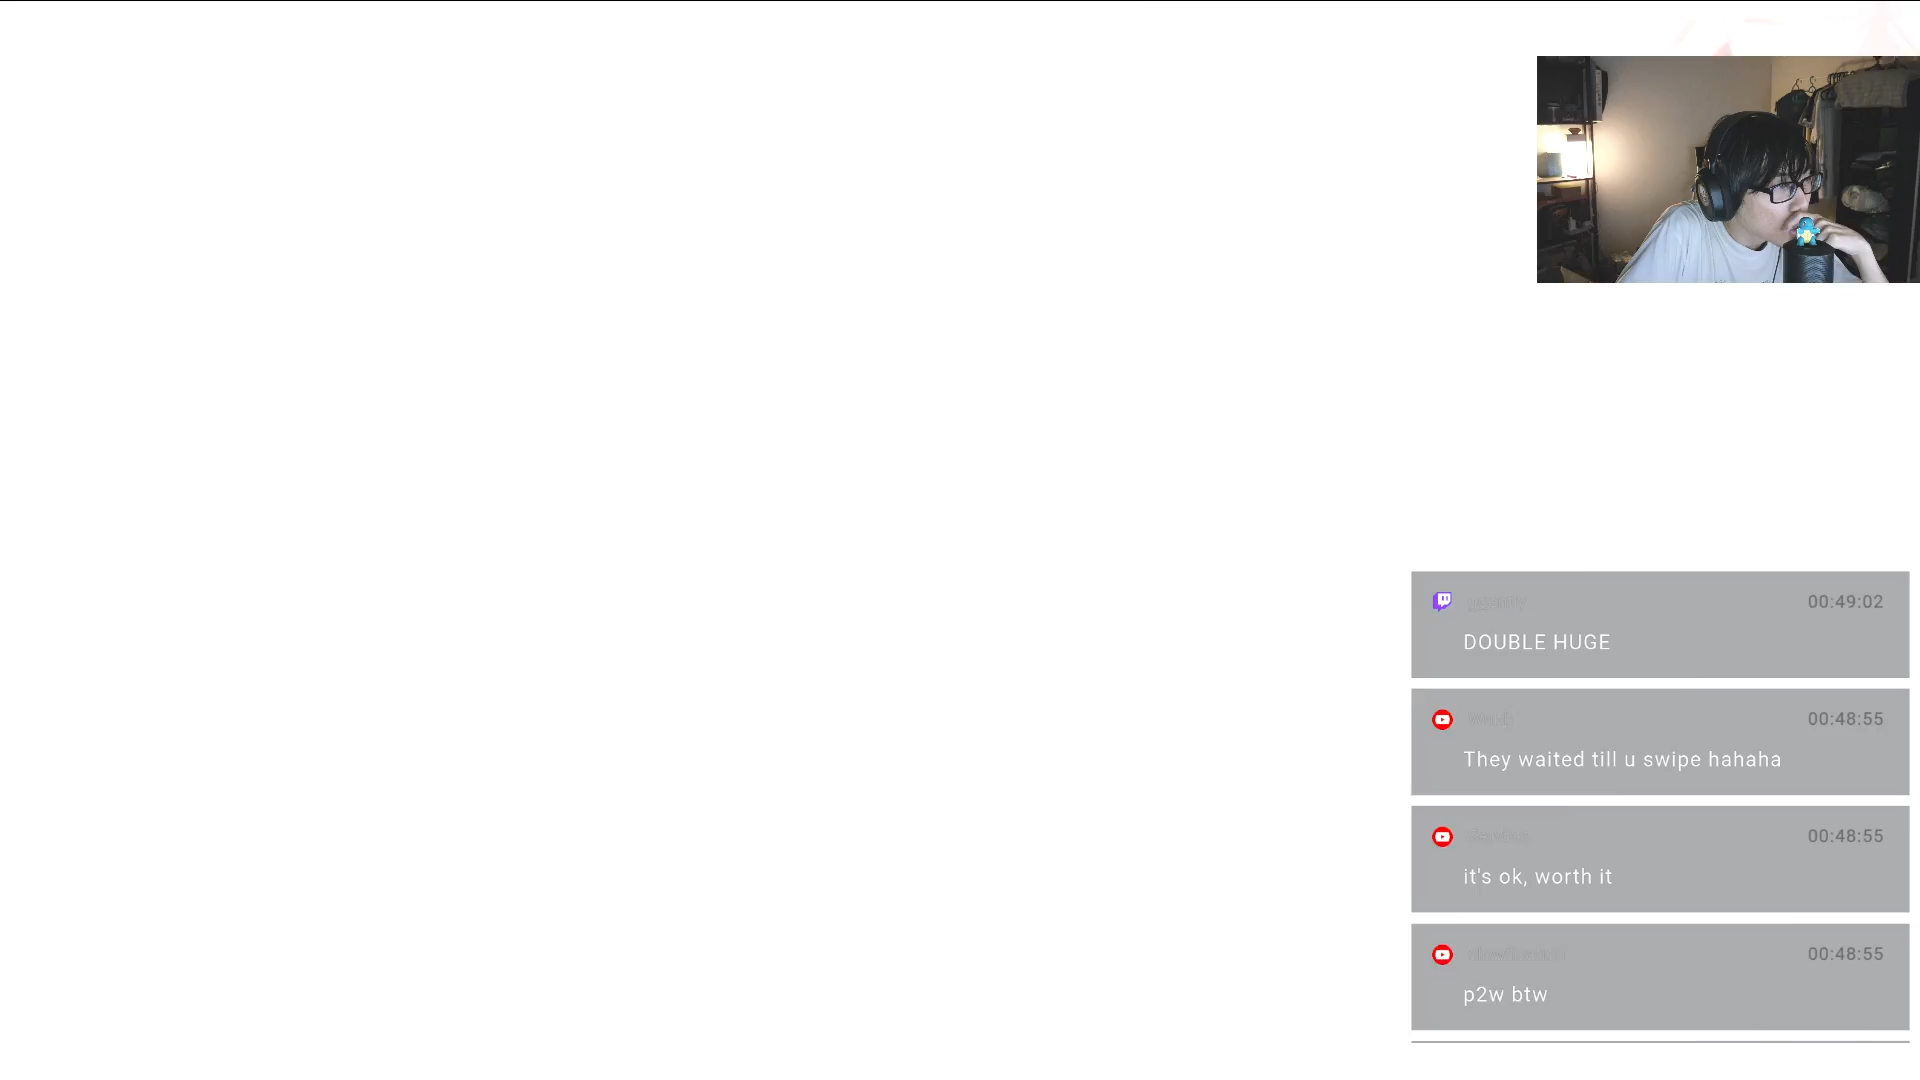 00:49:02
DOUBLE HUGE
00:48:55
They waited till u swipe hahaha
00:48:55
it's ok, worth it
00:48:55
p2w btw